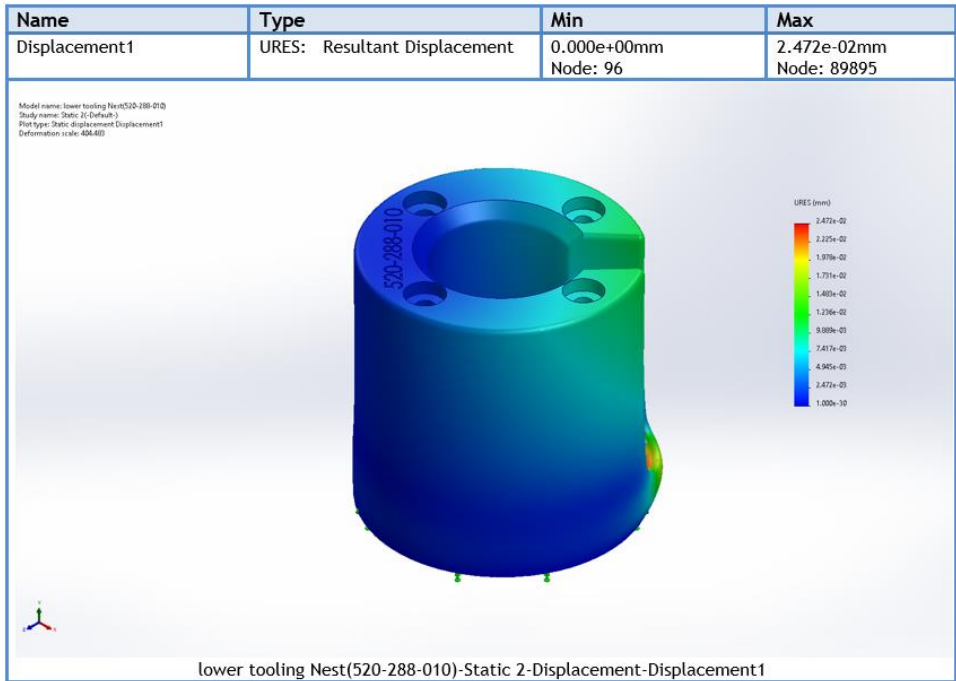 Name Type Min Max
Displacement1 URES: Resultant Displacement 0.000e+00mm 2.472e-02mm
Node: 96 Node: 89895
Model name: lower tooling Nest(520-288-010)
Study name: Static 2(-Default-)
Plot type: Static displacement Displacement1
Deformation scale: 404.483
520-288-010
URES (mm)
2.472e-02
2.225e-02
1.978e-02
1.731e-02
1.483e-02
1.236e-02
9.889e-03
7.417e-03
4.945e-03
2.472e-03
1.000e-30
Y
Z X
lower tooling Nest(520-288-010)-Static 2-Displacement-Displacement1